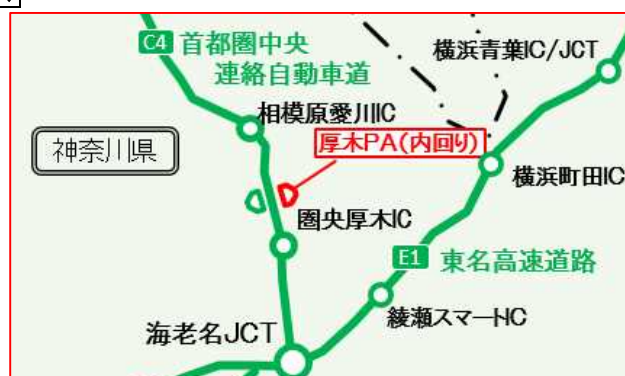 C4 首都圏中央
連絡自動車道
横浜青葉IC/JCT
相模原愛川IC
神奈川県
厚木PA(内回り)
横浜町田IC
圏央厚木IC
E1 東名高速道路
綾瀬スマートIC
海老名JCT